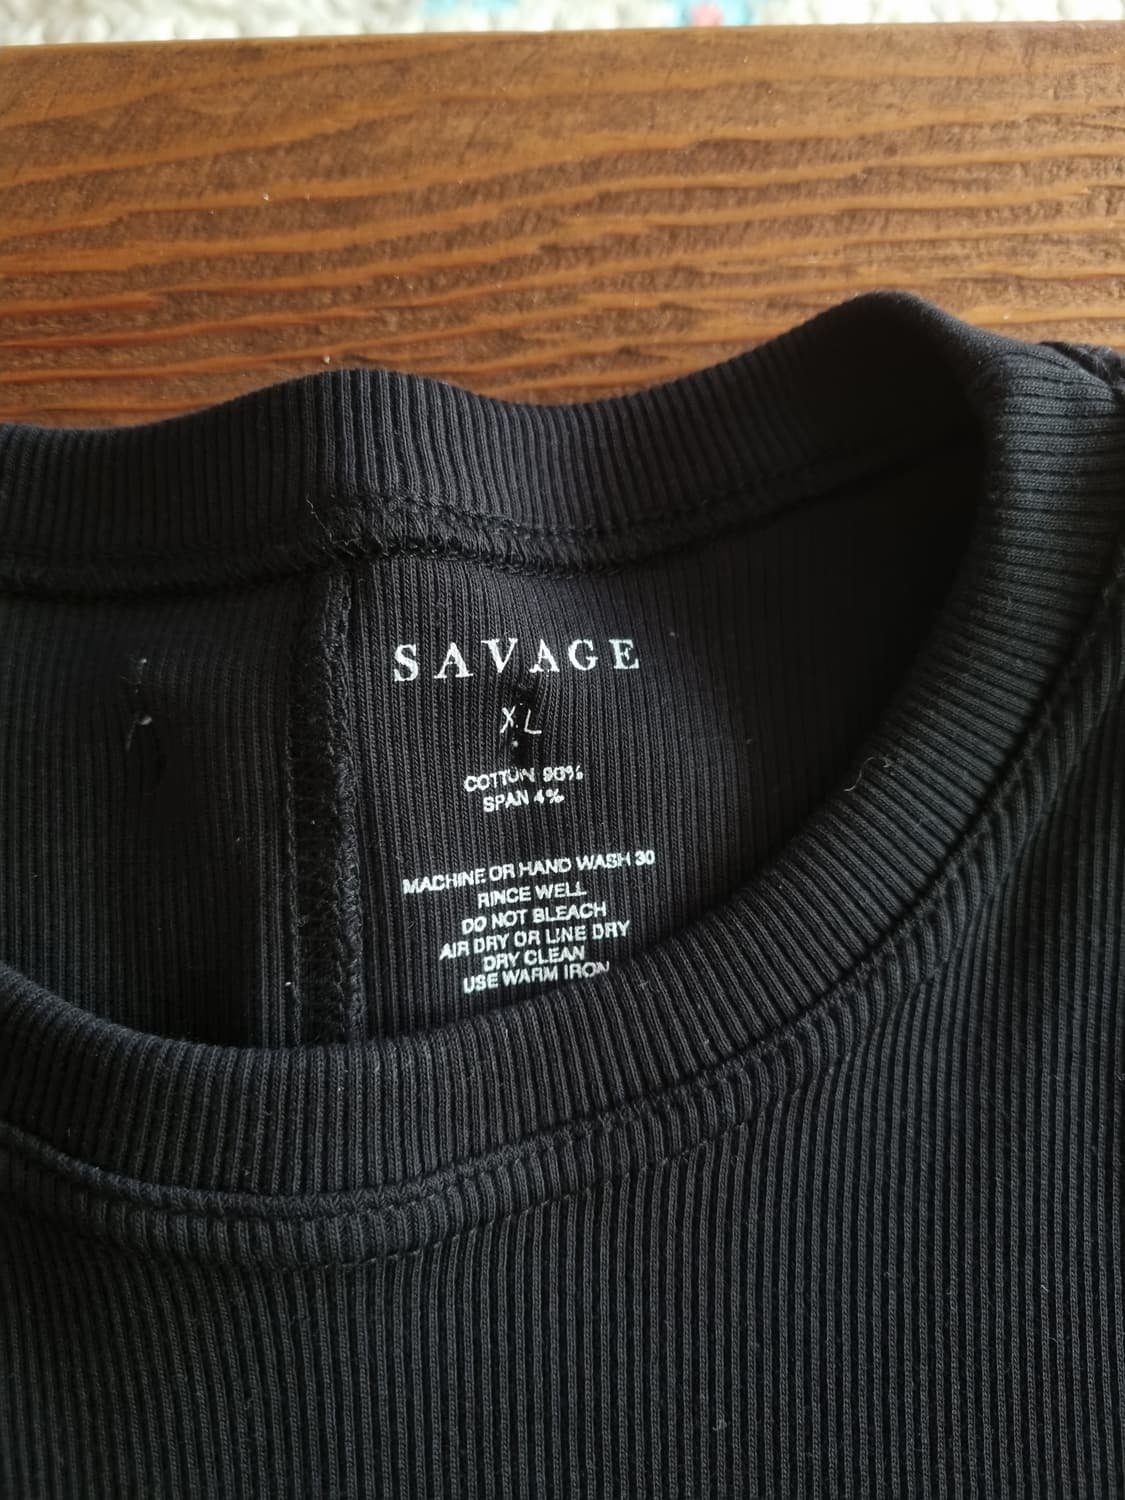 SAVAGE
XL
COTTON 96%
SPAN 4%
MACHINE OR HAND WASH 30
RINCE WELL
DO NOT BLEACH
AIR DRY OR LINE DRY
DRY CLEAN
USE WARM IRON